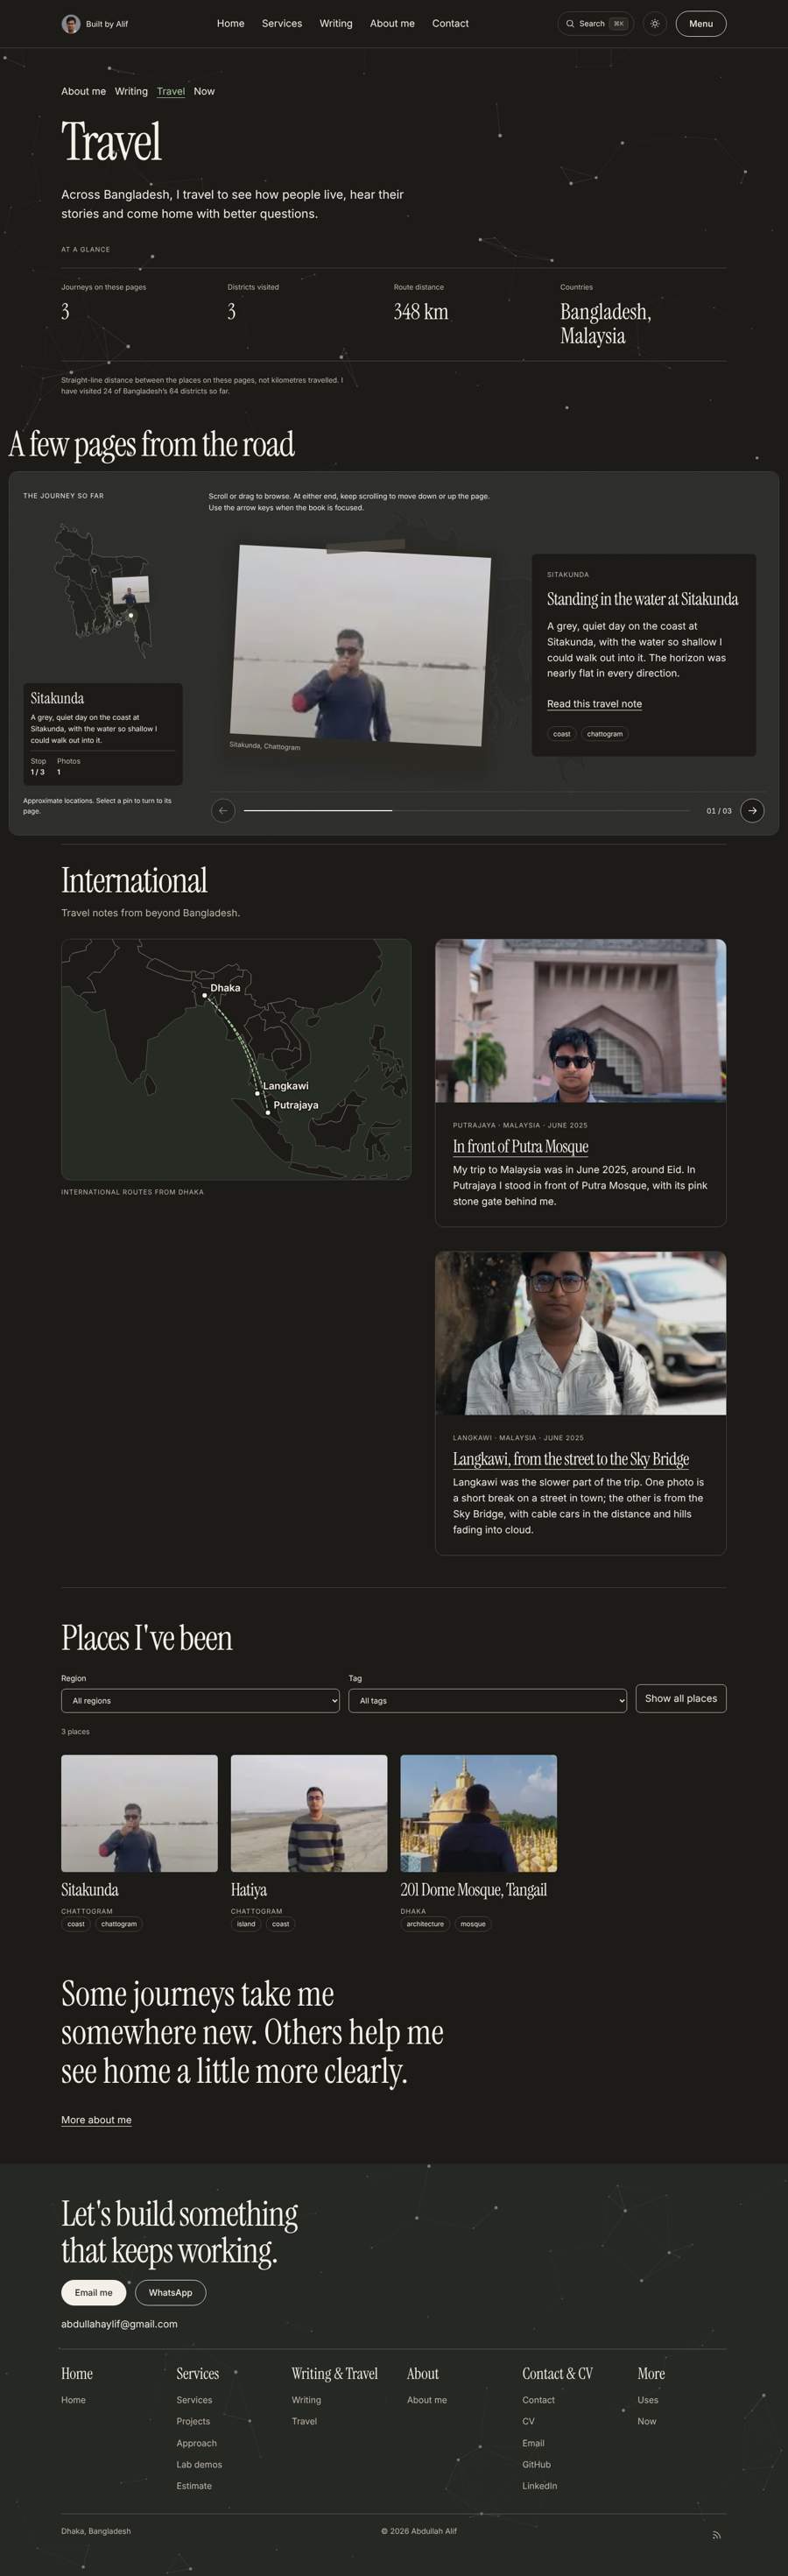 Built by Alif
Home
Services
Writing
About me
Contact
Search
⌘K
Menu
About me
Writing
Travel
Now
Travel
Across Bangladesh, I travel to see how people live, hear their
stories and come home with better questions.
AT A GLANCE
Journeys on these pages
3
Districts visited
3
Route distance
348 km
Countries
Bangladesh,
Malaysia
Straight-line distance between the places on these pages, not kilometres travelled. I
have visited 24 of Bangladesh's 64 districts so far.
A few pages from the road
THE JOURNEY SO FAR
Sitakunda
A grey, quiet day on the coast at
Sitakunda, with the water so shallow I
could walk out into it.
Stop
1 / 3
Photos
1
Approximate locations. Select a pin to turn to its
page.
Scroll or drag to browse. At either end, keep scrolling to move down or up the page.
Use the arrow keys when the book is focused.
Sitakunda, Chattogram
SITAKUNDA
Standing in the water at Sitakunda
A grey, quiet day on the coast at
Sitakunda, with the water so shallow I
could walk out into it. The horizon was
nearly flat in every direction.
Read this travel note
coast
chattogram
01 / 03
International
Travel notes from beyond Bangladesh.
Dhaka
Langkawi
Putrajaya
INTERNATIONAL ROUTES FROM DHAKA
PUTRAJAYA · MALAYSIA · JUNE 2025
In front of Putra Mosque
My trip to Malaysia was in June 2025, around Eid. In
Putrajaya I stood in front of Putra Mosque, with its pink
stone gate behind me.
LANGKAWI · MALAYSIA · JUNE 2025
Langkawi, from the street to the Sky Bridge
Langkawi was the slower part of the trip. One photo is
a short break on a street in town; the other is from the
Sky Bridge, with cable cars in the distance and hills
fading into cloud.
Places I've been
Region
All regions
Tag
All tags
Show all places
3 places
Sitakunda
CHATTOGRAM
coast
chattogram
Hatiya
CHATTOGRAM
island
coast
201 Dome Mosque, Tangail
DHAKA
architecture
mosque
Some journeys take me
somewhere new. Others help me
see home a little more clearly.
More about me
Let's build something
that keeps working.
Email me
WhatsApp
abdullahaylif@gmail.com
Home
Home
Services
Services
Projects
Approach
Lab demos
Estimate
Writing & Travel
Writing
Travel
About
About me
Contact & CV
Contact
CV
Email
GitHub
LinkedIn
More
Uses
Now
Dhaka, Bangladesh
© 2026 Abdullah Alif